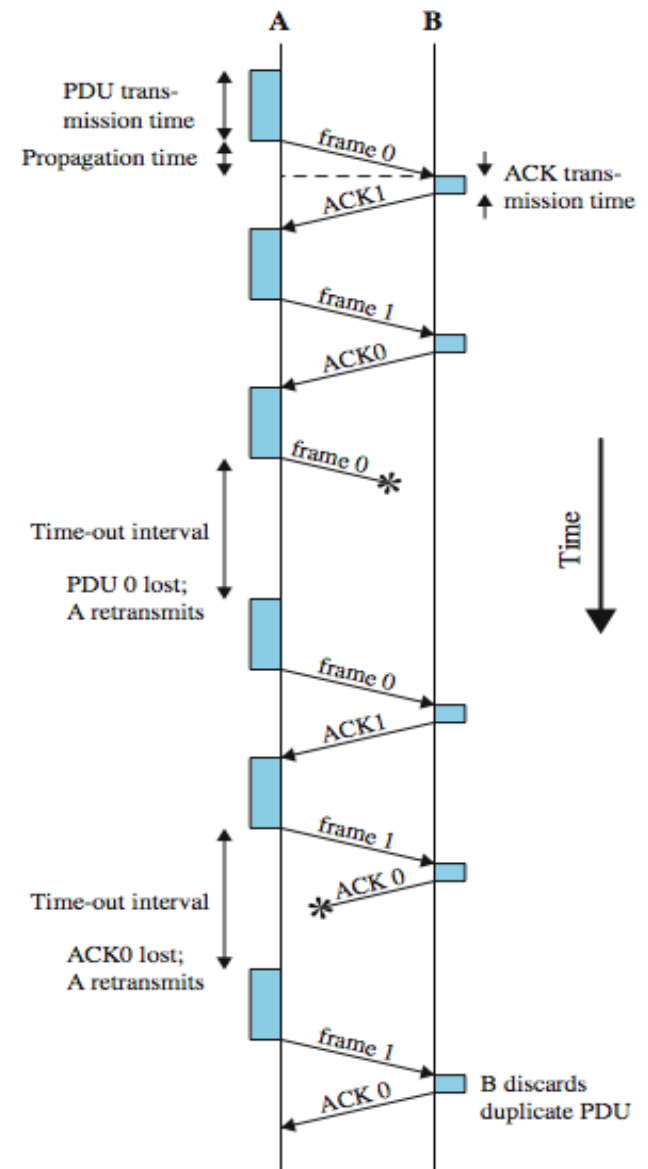 A
B
PDU trans-
mission time
Propagation time
frame 0
ACK trans-
mission time
ACK1
frame 1
ACK0
frame 0
Time-out interval
Time
PDU 0 lost;
A retransmits
frame 0
ACK1
frame 1
ACK 0
Time-out interval
ACK0 lost;
A retransmits
frame 1
ACK 0
B discards
duplicate PDU